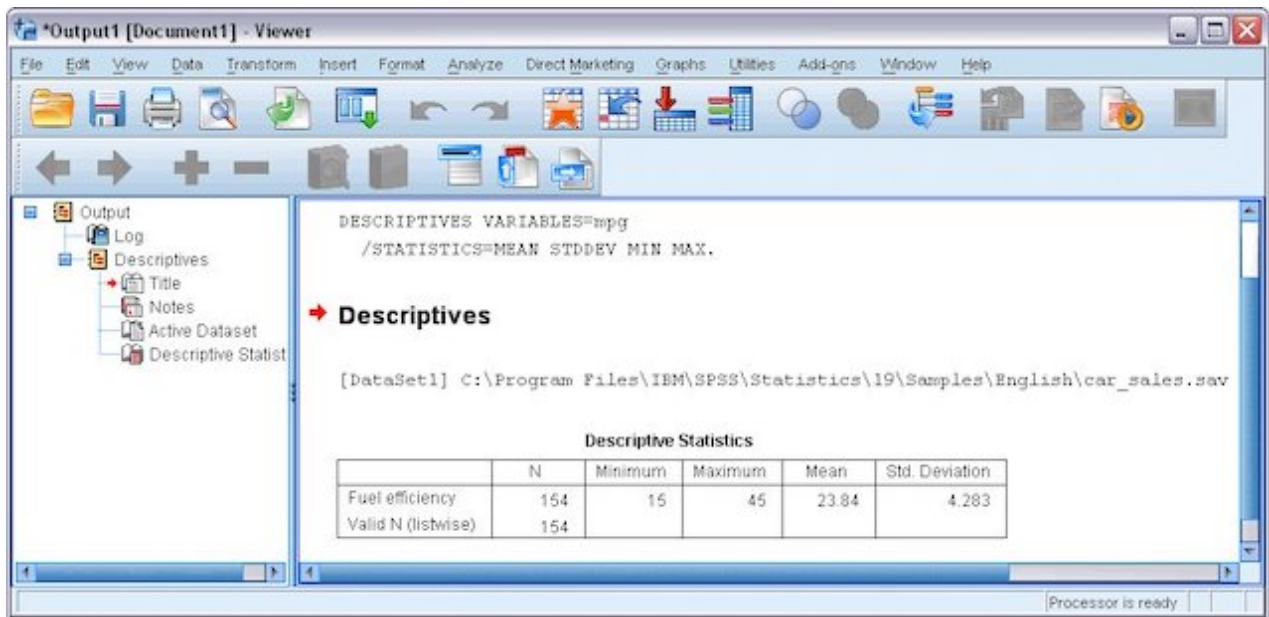 *Output1 [Document1] - Viewer
File Edit View Data Transform Insert Format Analyze Direct Marketing Graphs Utilities Add-ons Window Help
Output
Log
Descriptives
Title
Notes
Active Dataset
Descriptive Statist
DESCRIPTIVES VARIABLES=mpg
/STATISTICS=MEAN STDDEV MIN MAX.
Descriptives
[DataSet1] C:\Program Files\IBM\SPSS\Statistics\19\Samples\English\car_sales.sav
Descriptive Statistics
N Minimum Maximum Mean Std. Deviation
Fuel efficiency 154 15 45 23.84 4.283
Valid N (listwise) 154
Processor is ready